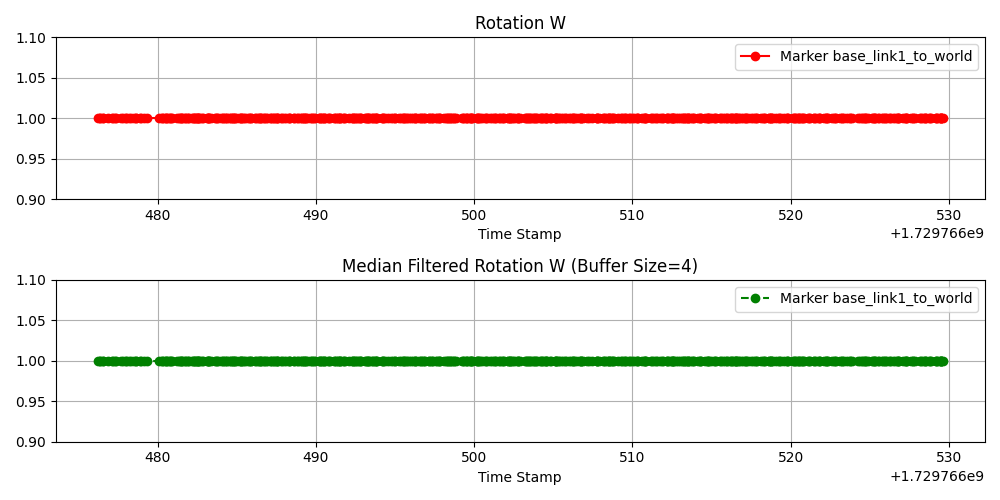 Rotation W
1.10
1.05
1.00
0.95
0.90
Marker base_link1_to_world
480 490 500 510 520 530
Time Stamp
+1.729766e9
Median Filtered Rotation W (Buffer Size=4)
1.10
1.05
1.00
0.95
0.90
Marker base_link1_to_world
480 490 500 510 520 530
Time Stamp
+1.729766e9